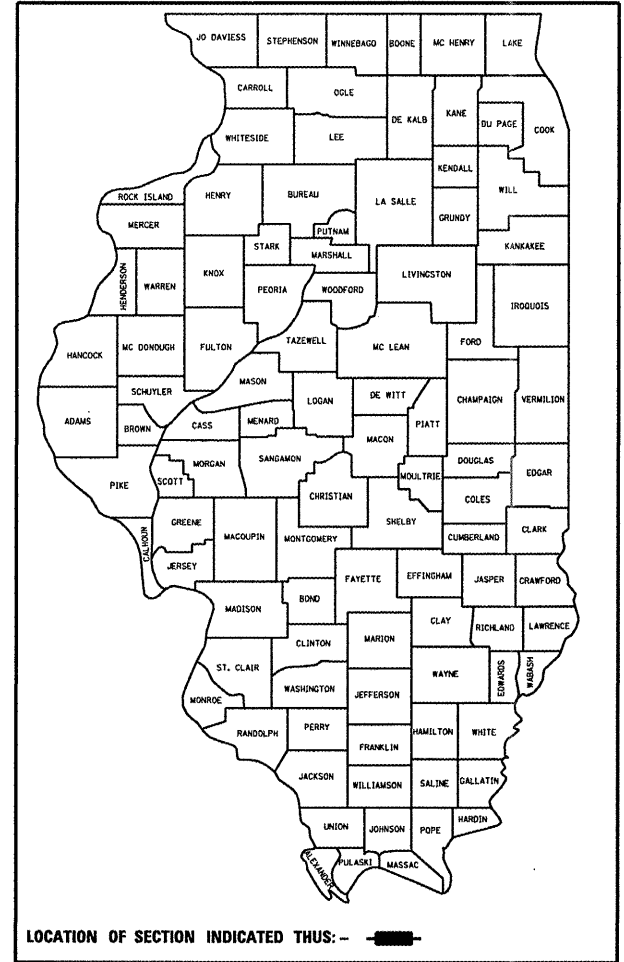 JO DAVIESS STEPHENSON WINNEBAGO BOONE MC HENRY LAKE
CARROLL OGLE DE KALB KANE DU PAGE COOK
WHITESIDE LEE
KENDALL WILL
ROCK ISLAND HENRY BUREAU LA SALLE GRUNDY
MERCER PUTNAM
STARK MARSHALL KANKAKEE
HENDERSON WARREN KNOX PEORIA WOODFORD LIVINGSTON IROQUOIS
HANCOCK MC DONOUGH FULTON TAZEWELL MC LEAN FORD
MASON
SCHUYLER LOGAN DE WITT CHAMPAIGN VERMILION
ADAMS BROWN CASS MENARD MACON PIATT
PIKE SCOTT MORGAN SANGAMON MOULTRIE DOUGLAS EDGAR
CHRISTIAN COLES
CALHOUN GREENE MACOUPIN MONTGOMERY SHELBY CUMBERLAND CLARK
JERSEY FAYETTE EFFINGHAM JASPER CRAWFORD
MADISON BOND
CLINTON MARION CLAY RICHLAND LAWRENCE
ST. CLAIR WAYNE EDWARDS WABASH
MONROE WASHINGTON JEFFERSON
RANDOLPH PERRY HAMILTON WHITE
FRANKLIN
JACKSON WILLIAMSON SALINE GALLATIN
UNION JOHNSON POPE HARDIN
ALEXANDER PULASKI MASSAC
LOCATION OF SECTION INDICATED THUS: -